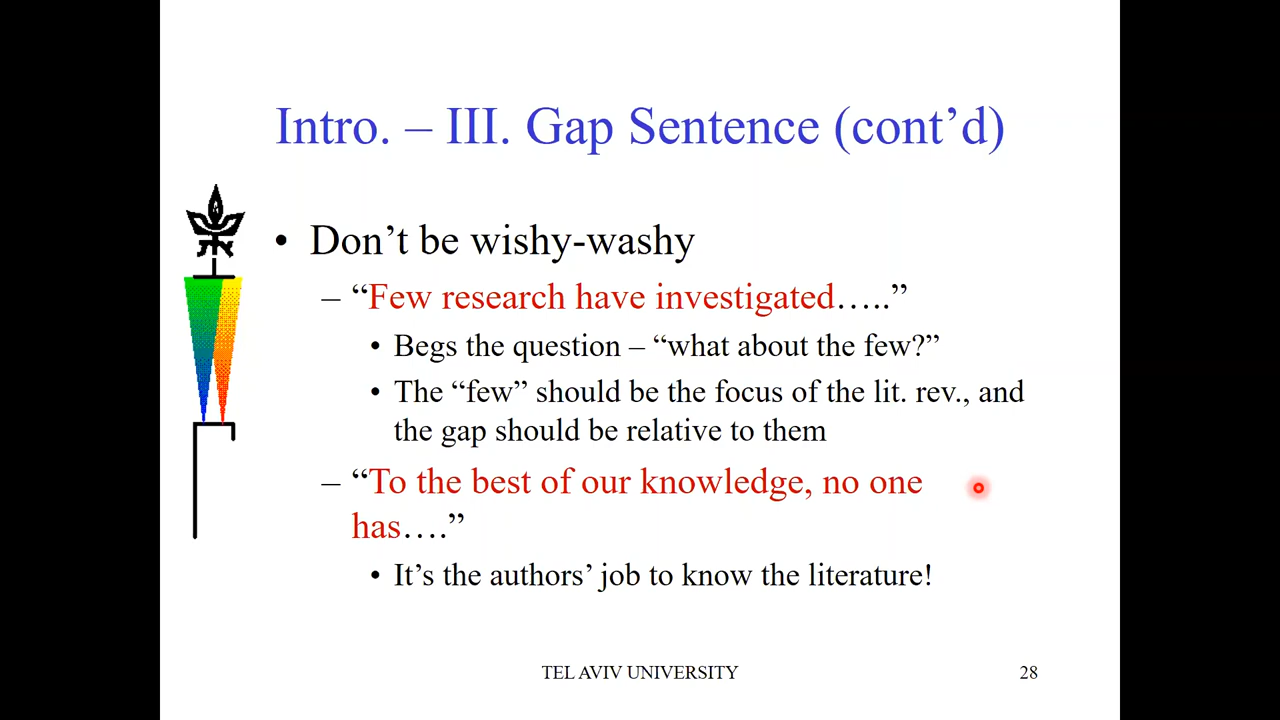 Intro. – III. Gap Sentence (cont’d)
• Don’t be wishy-washy
– “Few research have investigated…..”
• Begs the question – “what about the few?”
• The “few” should be the focus of the lit. rev., and
the gap should be relative to them
– “To the best of our knowledge, no one
has….”
• It’s the authors’ job to know the literature!
TEL AVIV UNIVERSITY
28